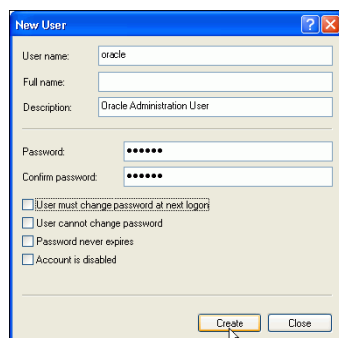 New User
User name: oracle
Full name:
Description: Oracle Administration User
Password: ●●●●●●
Confirm password: ●●●●●●
User must change password at next logon
User cannot change password
Password never expires
Account is disabled
Create Close